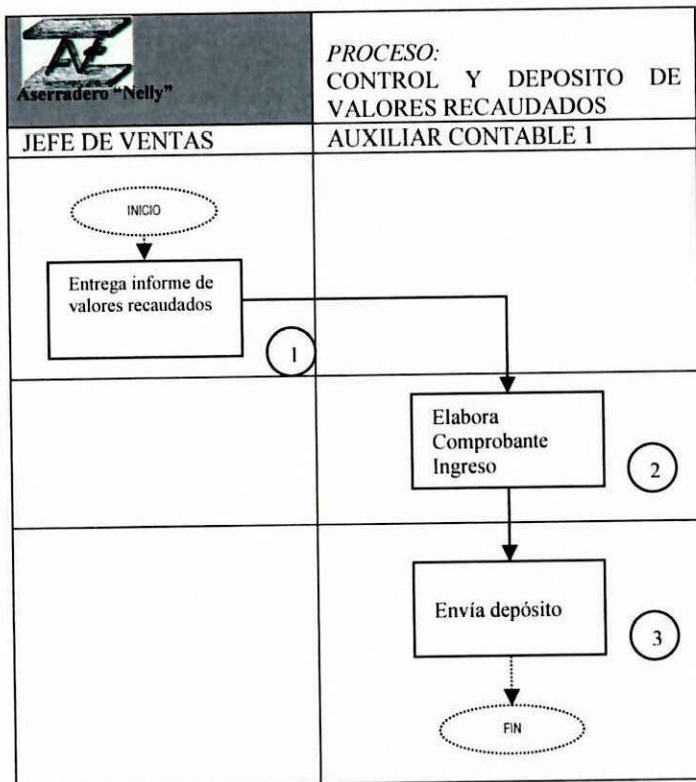 Aserradero “Nelly”
PROCESO:
CONTROL Y DEPOSITO DE
VALORES RECAUDADOS
JEFE DE VENTAS
AUXILIAR CONTABLE 1
INICIO
Entrega informe de
valores recaudados
1
Elabora
Comprobante
Ingreso
2
Envía depósito
3
FIN